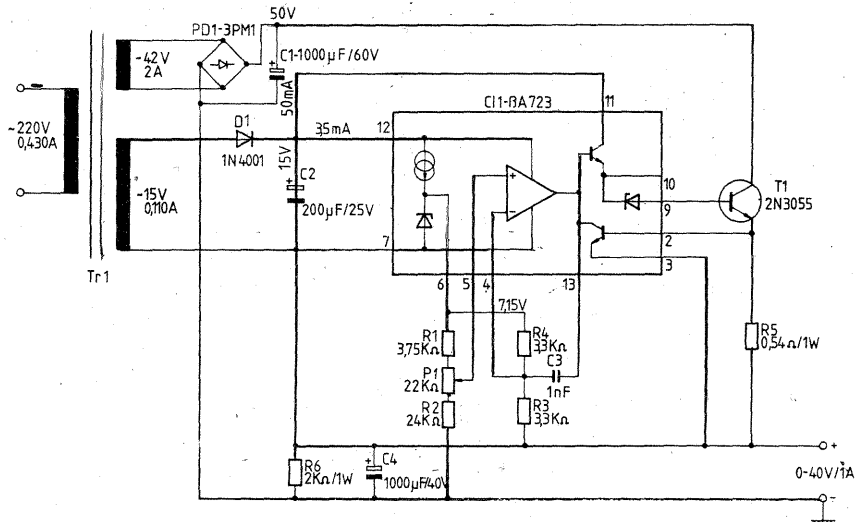 50V
PD1-3PM1
~42V
2A
C1-1000µF/60V
50mA
11
CI1-BA723
~220V
0,430A
D1
1N4001
3,5mA
12
15V
~15V
0,110A
C2
200µF/25V
10
9
T1
2N3055
2
3
7
Tr1
6
5
4
13
7,15V
R1
3,75KΩ
R4
3,3KΩ
R5
0,54Ω/1W
C3
1nF
P1
22KΩ
R2
24KΩ
R3
3,3KΩ
+
R6
2KΩ/1W
C4
1000µF/40V
0-40V/1A
-